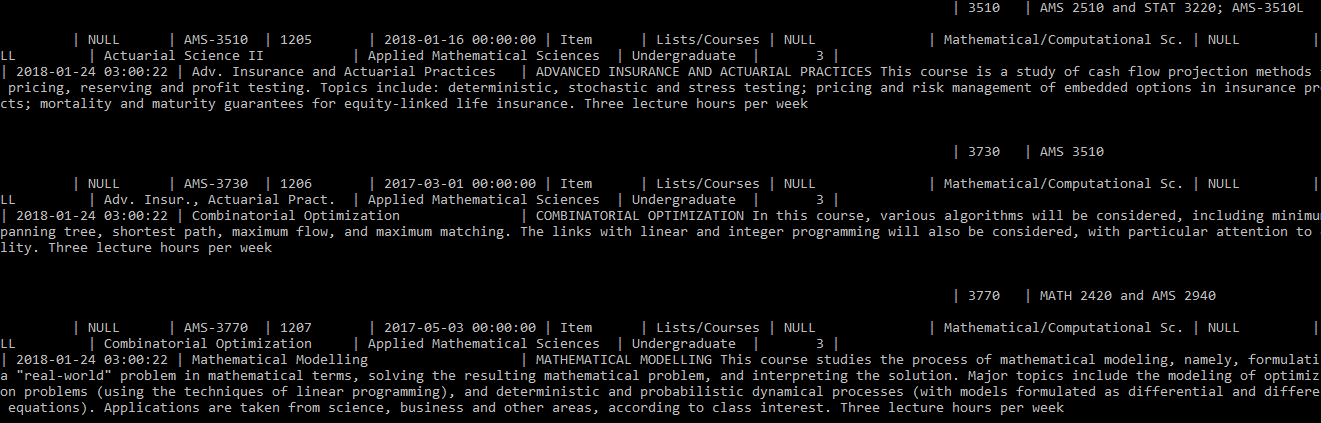 | 3510 | AMS 2510 and STAT 3220; AMS-3510L
| NULL | AMS-3510 | 1205 | 2018-01-16 00:00:00 | Item | Lists/Courses | NULL | Mathematical/Computational Sc. | NULL |
LL | Actuarial Science II | Applied Mathematical Sciences | Undergraduate | 3 |
| 2018-01-24 03:00:22 | Adv. Insurance and Actuarial Practices | ADVANCED INSURANCE AND ACTUARIAL PRACTICES This course is a study of cash flow projection methods
pricing, reserving and profit testing. Topics include: deterministic, stochastic and stress testing; pricing and risk management of embedded options in insurance pro
cts; mortality and maturity guarantees for equity-linked life insurance. Three lecture hours per week
| 3730 | AMS 3510
| NULL | AMS-3730 | 1206 | 2017-03-01 00:00:00 | Item | Lists/Courses | NULL | Mathematical/Computational Sc. | NULL |
LL | Adv. Insur., Actuarial Pract. | Applied Mathematical Sciences | Undergraduate | 3 |
| 2018-01-24 03:00:22 | Combinatorial Optimization | COMBINATORIAL OPTIMIZATION In this course, various algorithms will be considered, including minimu
panning tree, shortest path, maximum flow, and maximum matching. The links with linear and integer programming will also be considered, with particular attention to
lity. Three lecture hours per week
| 3770 | MATH 2420 and AMS 2940
| NULL | AMS-3770 | 1207 | 2017-05-03 00:00:00 | Item | Lists/Courses | NULL | Mathematical/Computational Sc. | NULL |
LL | Combinatorial Optimization | Applied Mathematical Sciences | Undergraduate | 3 |
| 2018-01-24 03:00:22 | Mathematical Modelling | MATHEMATICAL MODELLING This course studies the process of mathematical modeling, namely, formulati
a "real-world" problem in mathematical terms, solving the resulting mathematical problem, and interpreting the solution. Major topics include the modeling of optimiz
on problems (using the techniques of linear programming), and deterministic and probabilistic dynamical processes (with models formulated as differential and differe
equations). Applications are taken from science, business and other areas, according to class interest. Three lecture hours per week